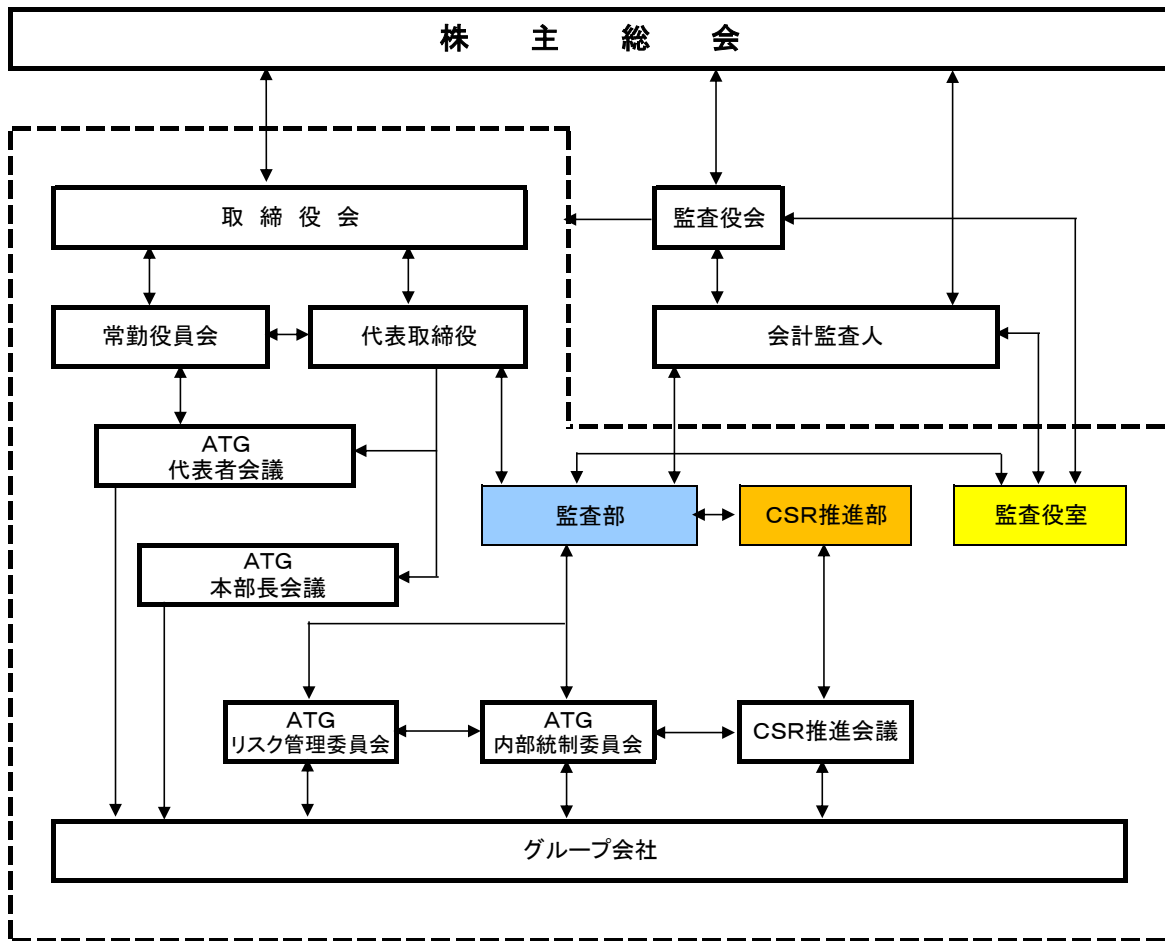 株 主 総 会
取 締 役 会
監査役会
常勤役員会
代表取締役
会計監査人
ATG
代表者会議
監査部
CSR推進部
監査役室
ATG
本部長会議
ATG
リスク管理委員会
ATG
内部統制委員会
CSR推進会議
グループ会社